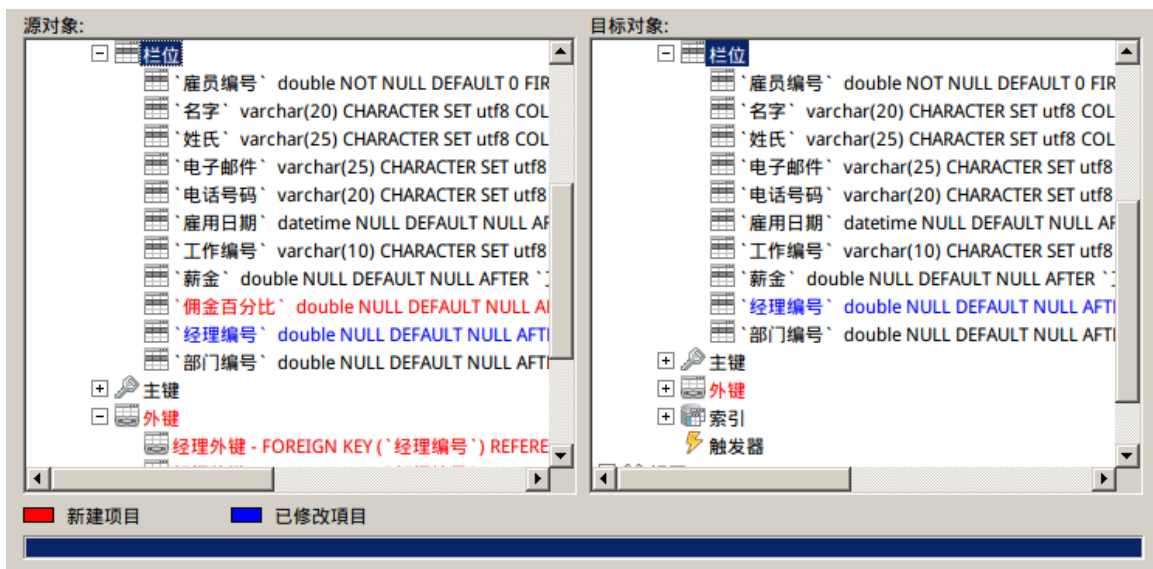 源对象:
栏位
`雇员编号` double NOT NULL DEFAULT 0 FIR
`名字` varchar(20) CHARACTER SET utf8 COL
`姓氏` varchar(25) CHARACTER SET utf8 COL
`电子邮件` varchar(25) CHARACTER SET utf8
`电话号码` varchar(20) CHARACTER SET utf8
`雇用日期` datetime NULL DEFAULT NULL AF
`工作编号` varchar(10) CHARACTER SET utf8
`薪金` double NULL DEFAULT NULL AFTER `
`佣金百分比` double NULL DEFAULT NULL A
`经理编号` double NULL DEFAULT NULL AFT
`部门编号` double NULL DEFAULT NULL AFT
主键
外键
经理外键 - FOREIGN KEY (`经理编号`) REFERE
目标对象:
栏位
`雇员编号` double NOT NULL DEFAULT 0 FIR
`名字` varchar(20) CHARACTER SET utf8 COL
`姓氏` varchar(25) CHARACTER SET utf8 COL
`电子邮件` varchar(25) CHARACTER SET utf8
`电话号码` varchar(20) CHARACTER SET utf8
`雇用日期` datetime NULL DEFAULT NULL AF
`工作编号` varchar(10) CHARACTER SET utf8
`薪金` double NULL DEFAULT NULL AFTER `
`经理编号` double NULL DEFAULT NULL AFT
`部门编号` double NULL DEFAULT NULL AFT
主键
外键
索引
触发器
新建项目
已修改項目